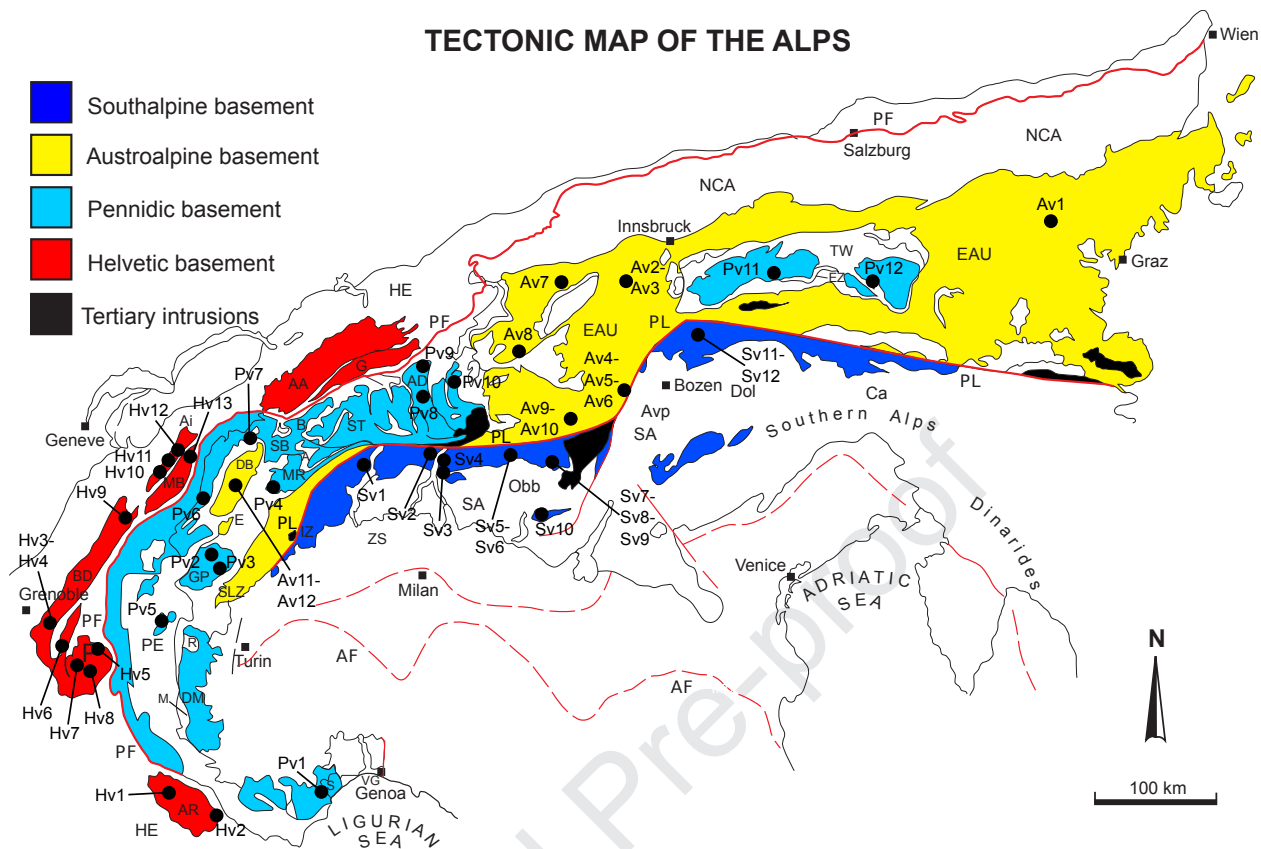 TECTONIC MAP OF THE ALPS
Southalpine basement
Austroalpine basement
Pennidic basement
Helvetic basement
Tertiary intrusions
Wien
PF
Salzburg
NCA
NCA
Innsbruck
Av1
TW
EAU
Graz
Pv11
EZ
Pv12
Av7
Av2-
Av3
HE
PF
EAU
PL
Av8
Sv11-
Sv12
Av4-
Av5-
Av6
Bozen
Dol
PL
Ca
Avp
SA
Southern Alps
Dinarides
Pv9
Pv10
AD
Pv8
Av9-
Av10
PL
G
AA
Pv7
Hv12
Hv13
Ai
Geneve
Hv11
Hv10
MB
B
ST
SB
A
MR
DB
Pv4
Sv1
Sv2
Sv4
Sv3
SA
Obb
Sv5-
Sv6
Sv10
Sv7-
Sv8-
Sv9
Hv9
Pv6
E
PL
IZ
ZS
Hv3-
Hv4
BD
Pv2
Pv3
GP
SLZ
Av11-
Av12
Milan
Venice
ADRIATIC
SEA
Grenoble
PF
Pv5
PE
R
Turin
AF
AF
P
Hv5
Hv6
Hv7
Hv8
M
DM
PF
Pv1
SS
VG
Genoa
Hv1
AR
HE
Hv2
LIGURIAN
SEA
N
100 km
Pre-proof